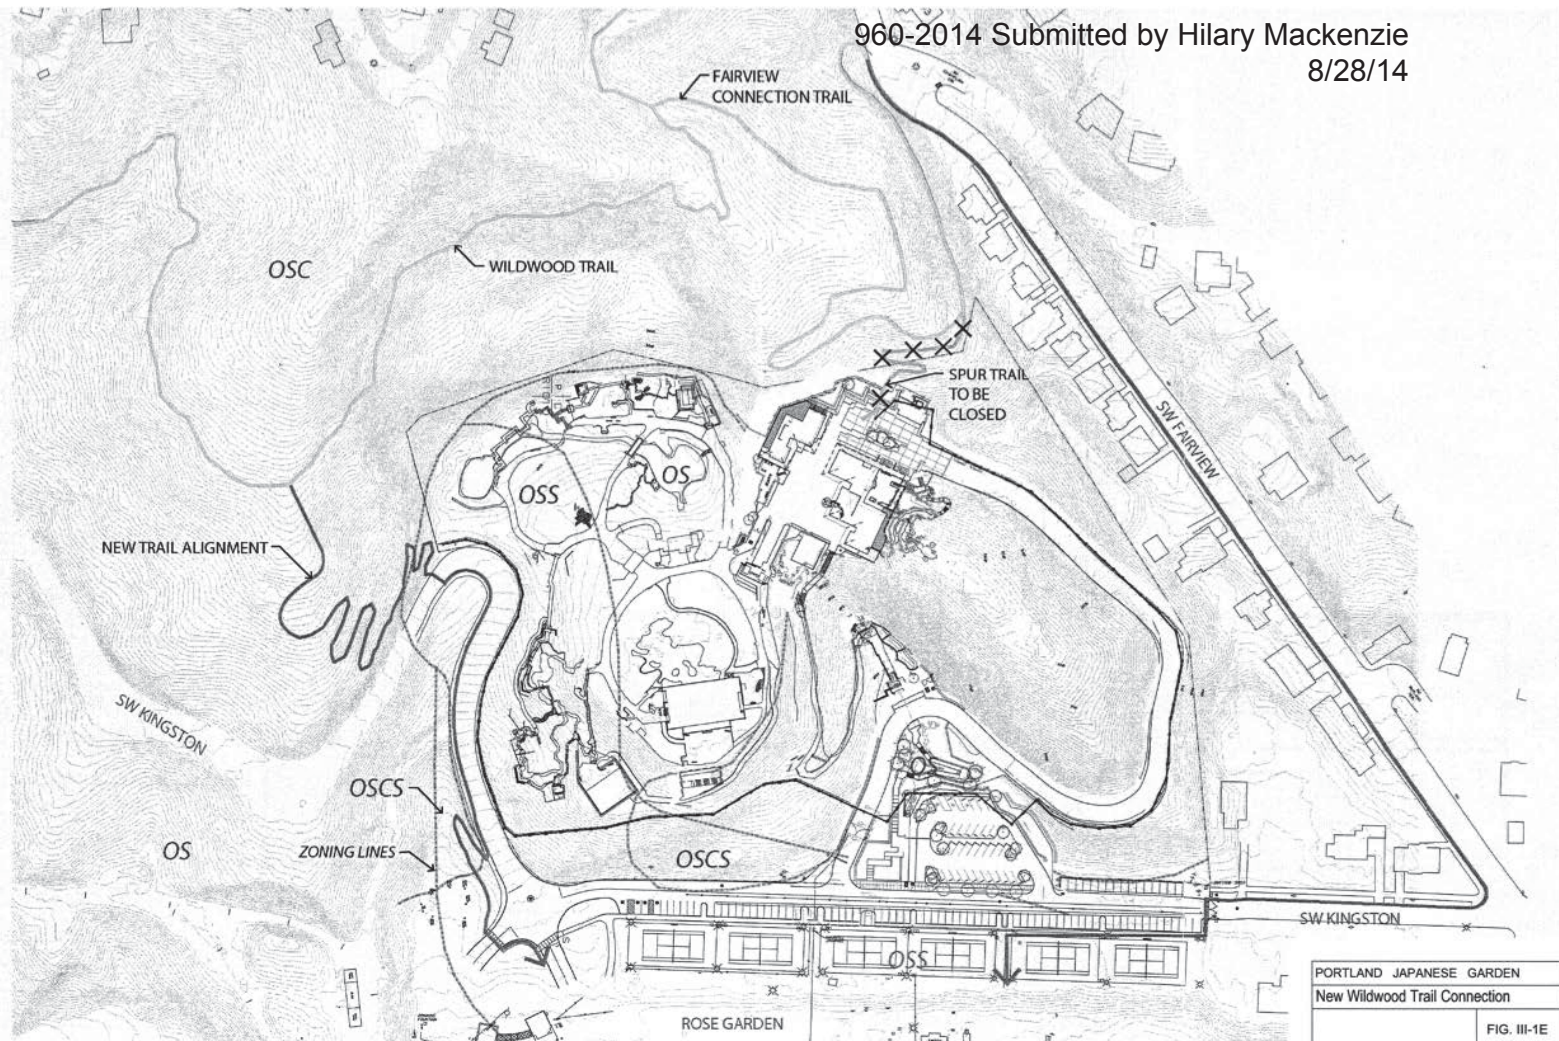 960-2014 Submitted by Hilary Mackenzie
8/28/14
FAIRVIEW
CONNECTION TRAIL
OSC
WILDWOOD TRAIL
SPUR TRAIL
TO BE
CLOSED
SW FAIRVIEW
OSS
OS
NEW TRAIL ALIGNMENT
SW KINGSTON
OSCS
OS
ZONING LINES
OSCS
SW KINGSTON
OSS
ROSE GARDEN
PORTLAND JAPANESE GARDEN
New Wildwood Trail Connection
FIG. III-1E